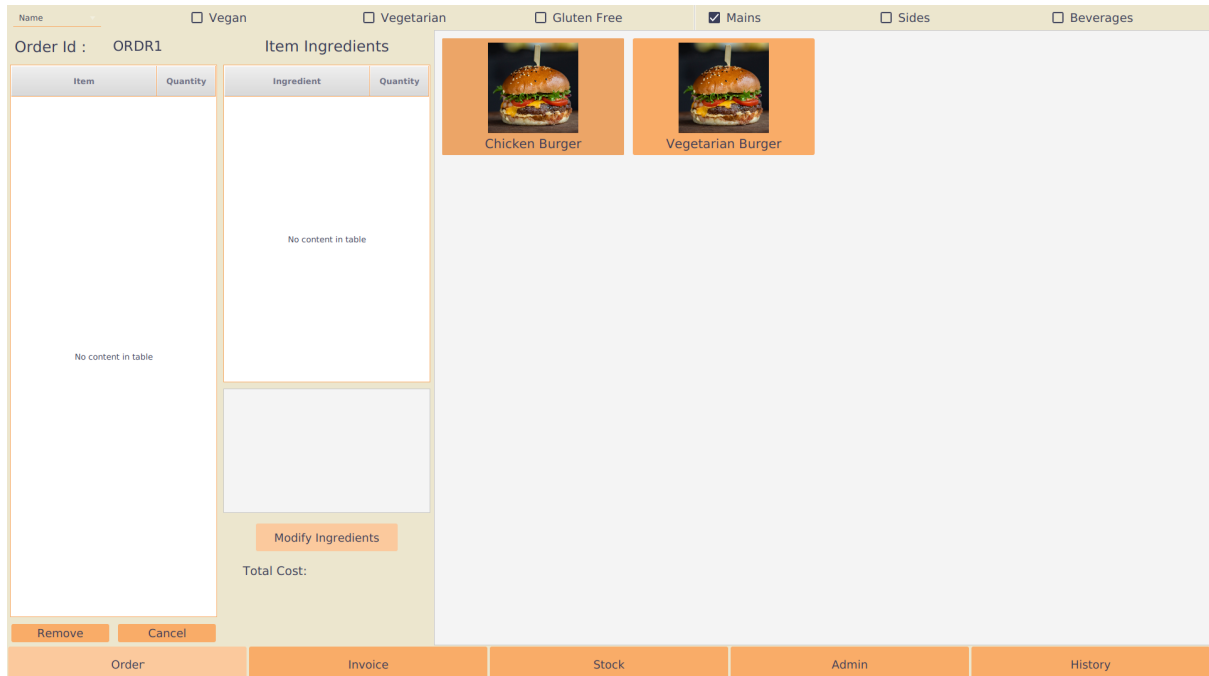 Name
Vegan
Vegetarian
Gluten Free
Mains
Sides
Beverages
Order Id : ORDR1
Item Ingredients
Item Quantity
Ingredient Quantity
No content in table
No content in table
Chicken Burger
Vegetarian Burger
Modify Ingredients
Total Cost:
Remove
Cancel
Order
Invoice
Stock
Admin
History